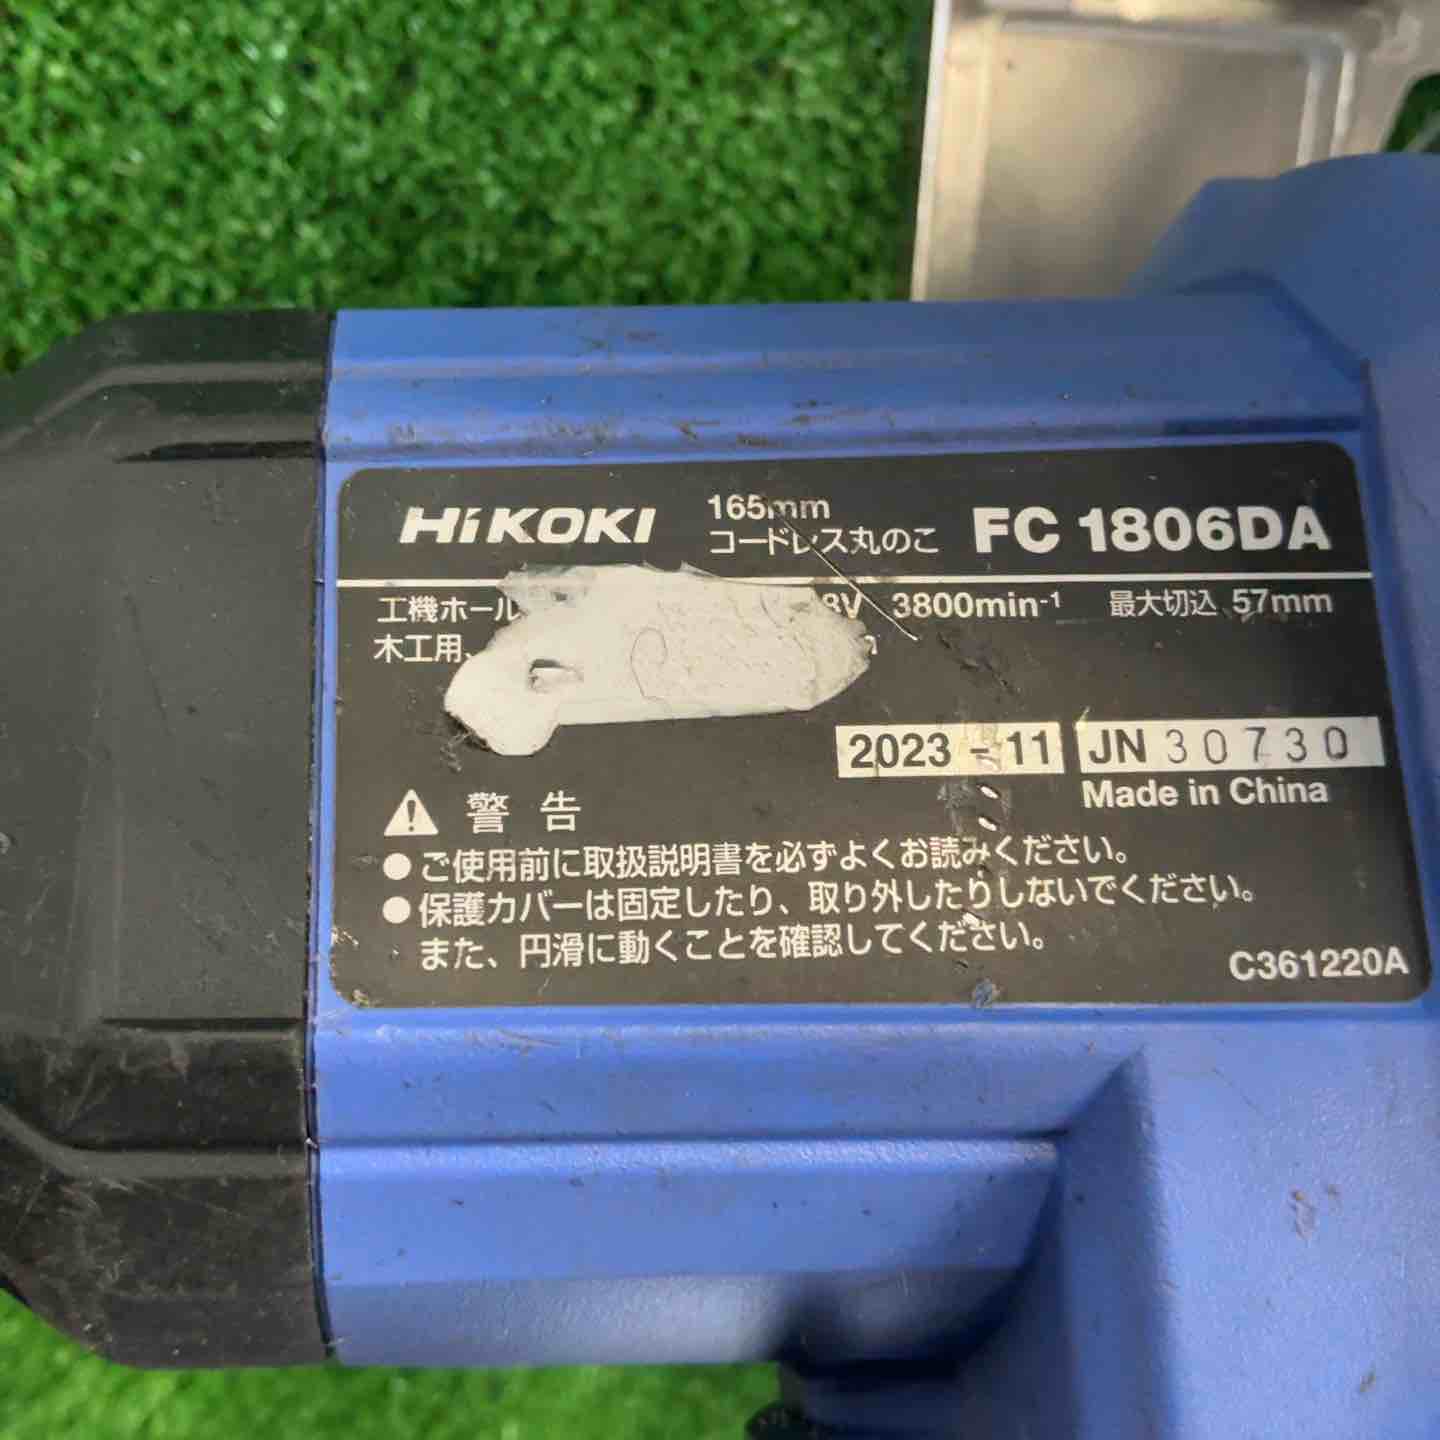 HiKOKI
165mm
コードレス丸のこ
FC 1806DA
工機ホール 8V 3800min⁻¹ 最大切込 57mm
木工用、
2023 - 11 JN 30730
Made in China
警告
●ご使用前に取扱説明書を必ずよくお読みください。
●保護カバーは固定したり、取り外したりしないでください。
また、円滑に動くことを確認してください。
C361220A